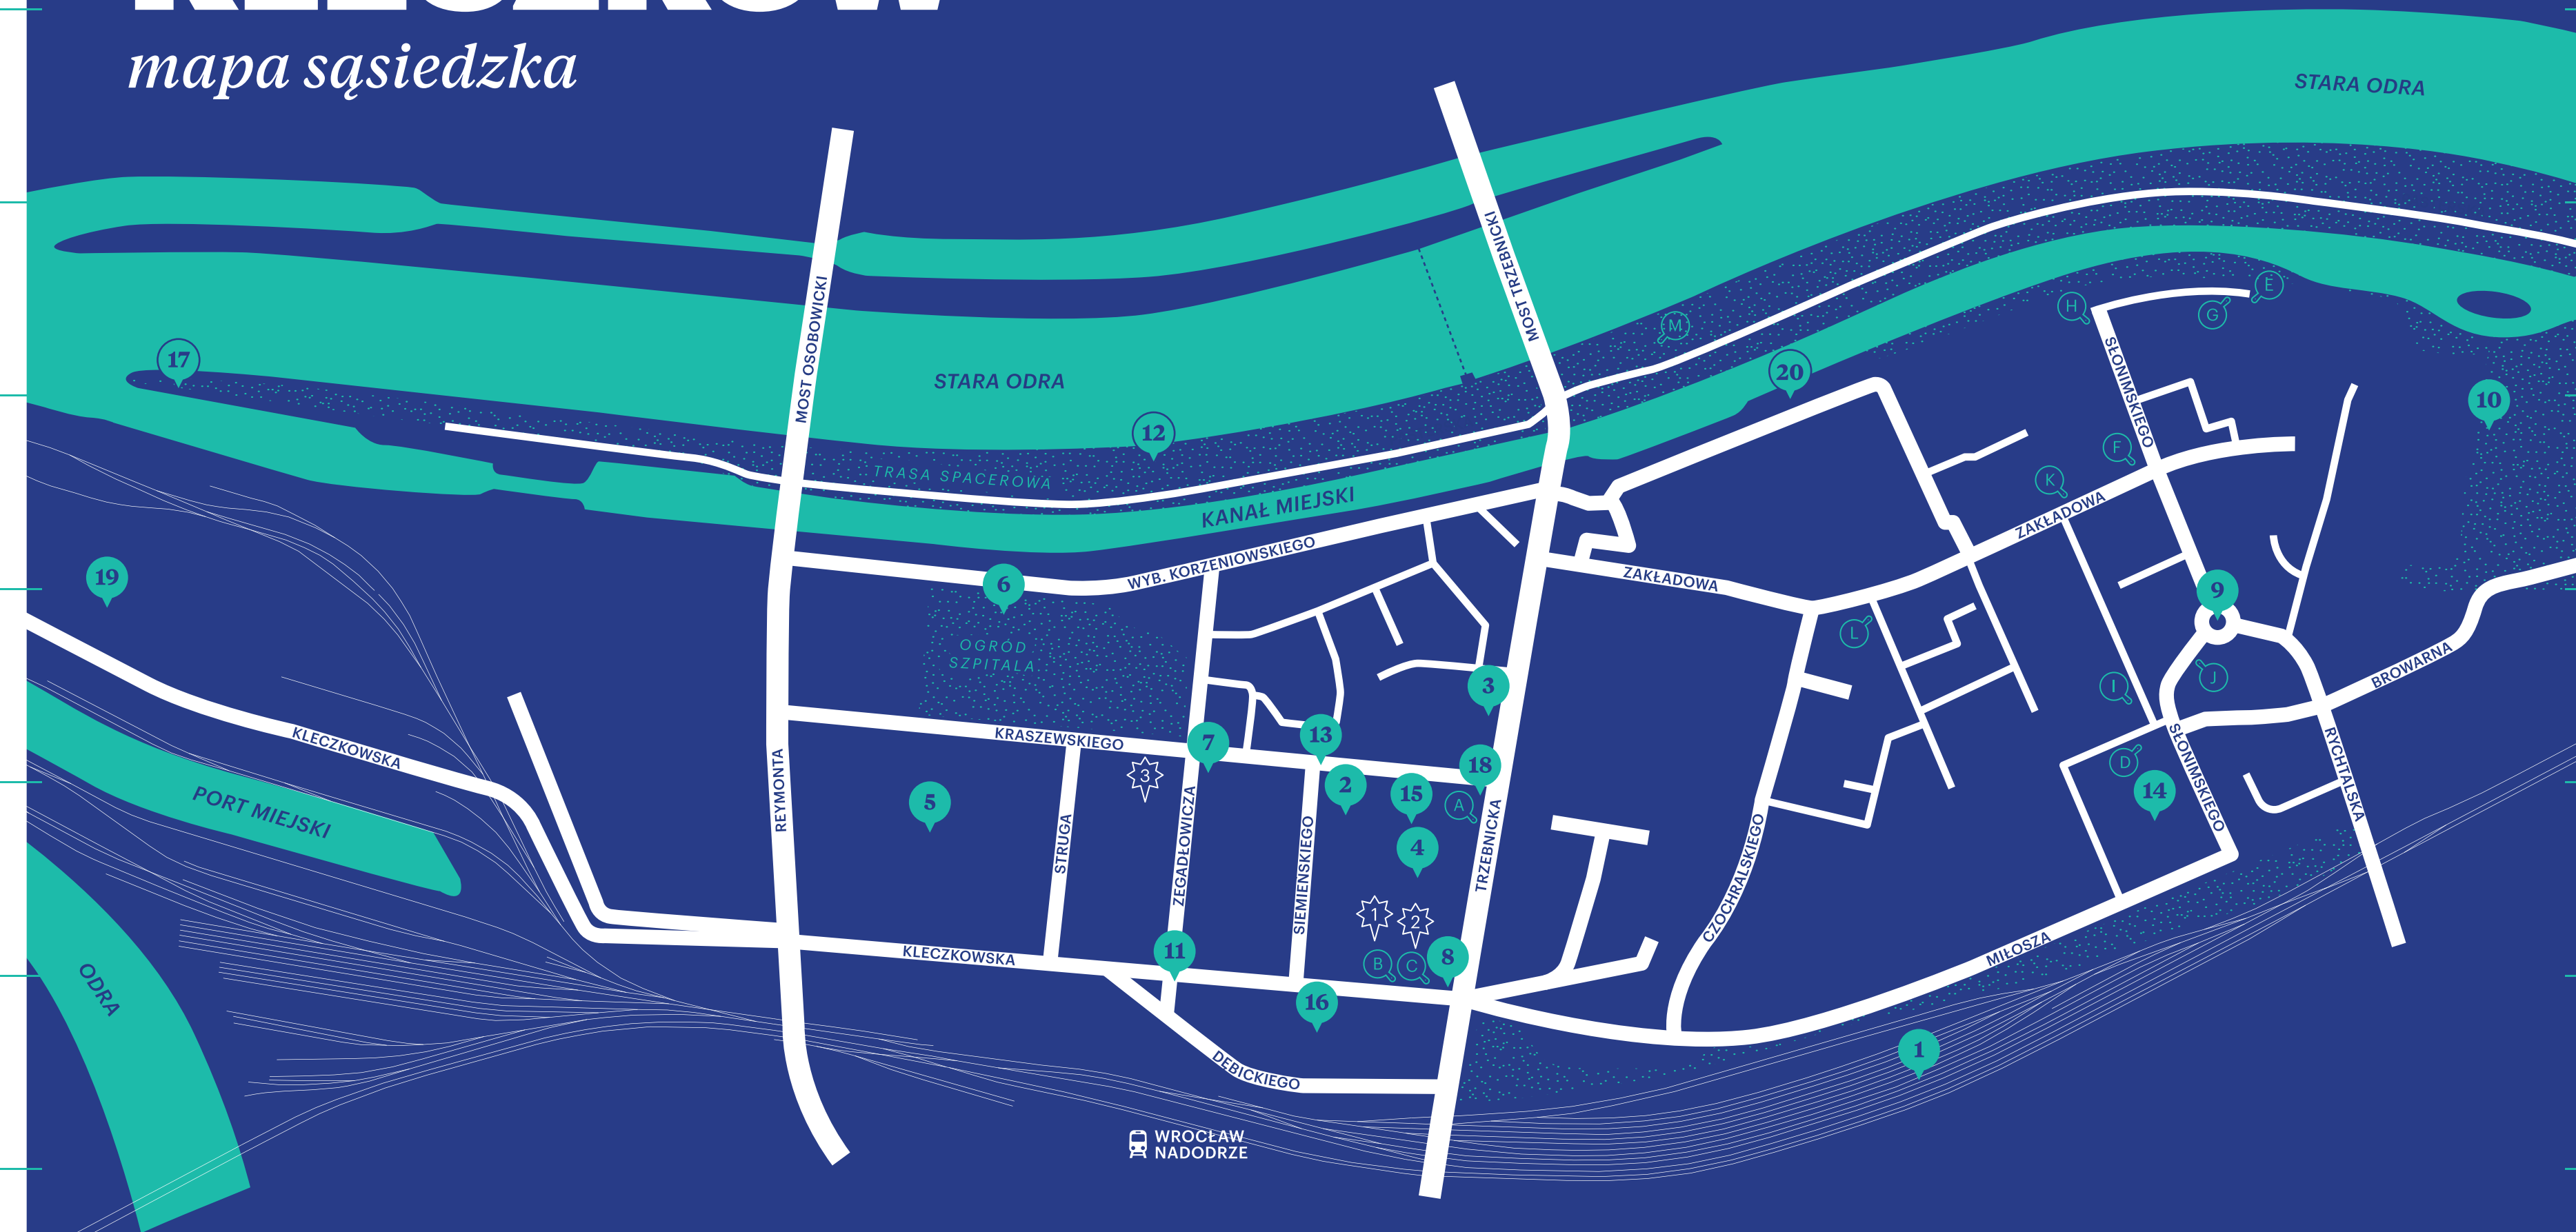 mapa sąsiedzka
STARA ODRA
MOST TRZEBNICKI
MOST OSOBOWICKI
E
H
G
M
17
20
STARA ODRA
10
12
SŁONIMSKIEGO
F
TRASA SPACEROWA
K
KANAŁ MIEJSKI
ZAKŁADOWA
WYB. KORZENIOWSKIEGO
19
6
ZAKŁADOWA
9
L
OGRÓD
SZPITALA
BROWARNA
3
I
J
KLECZKOWSKA
KRASZEWSKIEGO
7
13
18
3
2
15
A
D
14
SŁONIMSKIEGO
RYCHTALSKA
PORT MIEJSKI
REYMONTA
5
STRUGA
ZEGADŁOWICZA
SIEMIEŃSKIEGO
4
TRZEBNICKA
CZOCHRALSKIEGO
1
2
KLECZKOWSKA
11
B
C
8
MIŁOSZA
ODRA
16
1
DĘBICKIEGO
WROCŁAW
NADODRZE